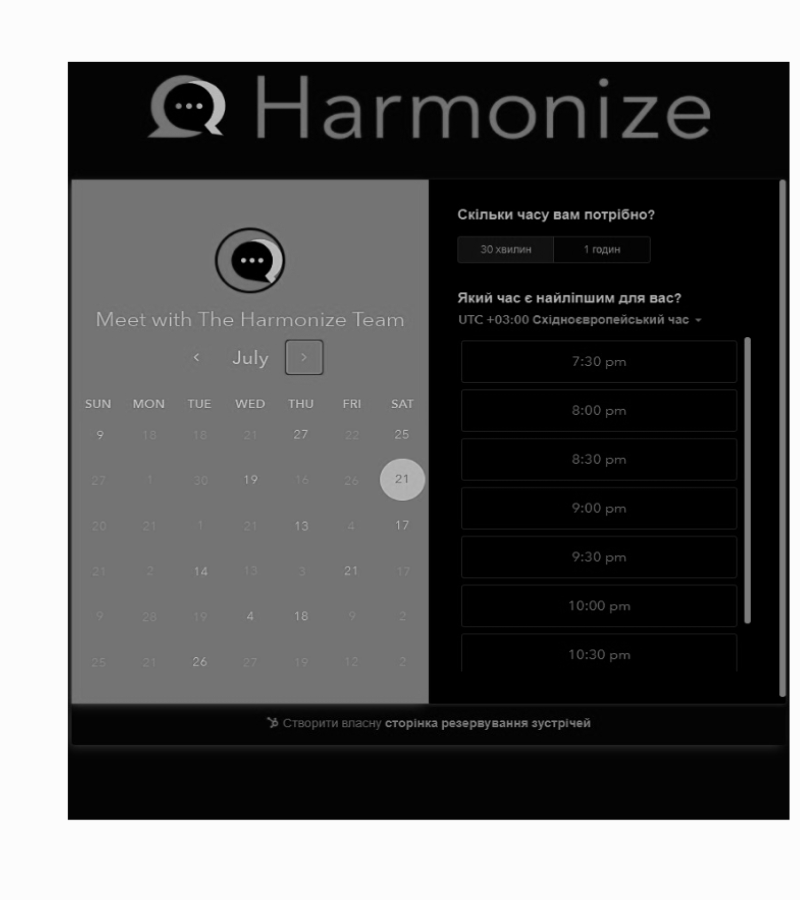 Harmonize
Meet with The Harmonize Team
July
SUN MON TUE WED THU FRI SAT
9 18 18 21 27 22 25
27 1 30 19 16 26 21
20 21 1 21 13 4 17
21 2 14 13 3 21 17
9 28 19 4 18 9 2
25 21 26 27 19 12 2
Скільки часу вам потрібно?
30 хвилин 1 годин
Який час є найліпшим для вас?
UTC +03:00 Східноєвропейський час
7:30 pm
8:00 pm
8:30 pm
9:00 pm
9:30 pm
10:00 pm
10:30 pm
Створити власну сторінка резервування зустрічей